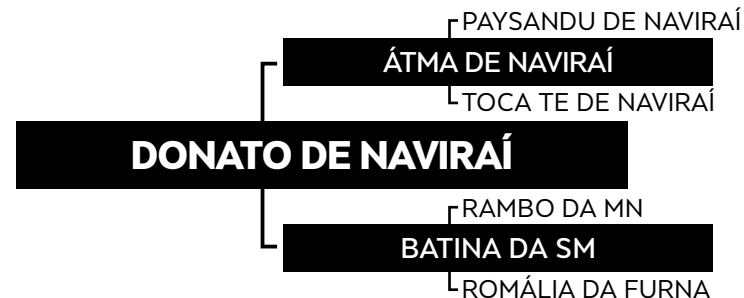 PAYSANDU DE NAVIRAÍ
ÁTMA DE NAVIRAÍ
TOCA TE DE NAVIRAÍ
DONATO DE NAVIRAÍ
RAMBO DA MN
BATINA DA SM
ROMÁLIA DA FURNA